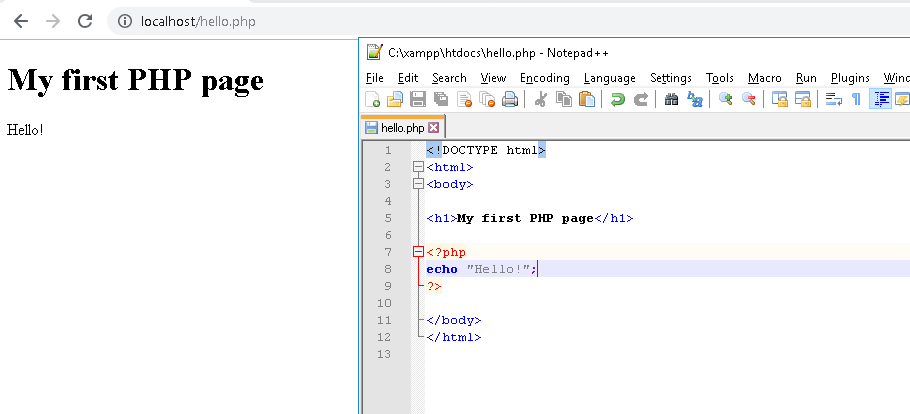 localhost/hello.php
My first PHP page
Hello!
C:\xampp\htdocs\hello.php - Notepad++
File Edit Search View Encoding Language Settings Tools Macro Run Plugins
hello.php
1 <!DOCTYPE html>
2 <html>
3 <body>
4
5 <h1>My first PHP page</h1>
6
7 <?php
8 echo "Hello!";
9 ?>
10
11 </body>
12 </html>
13